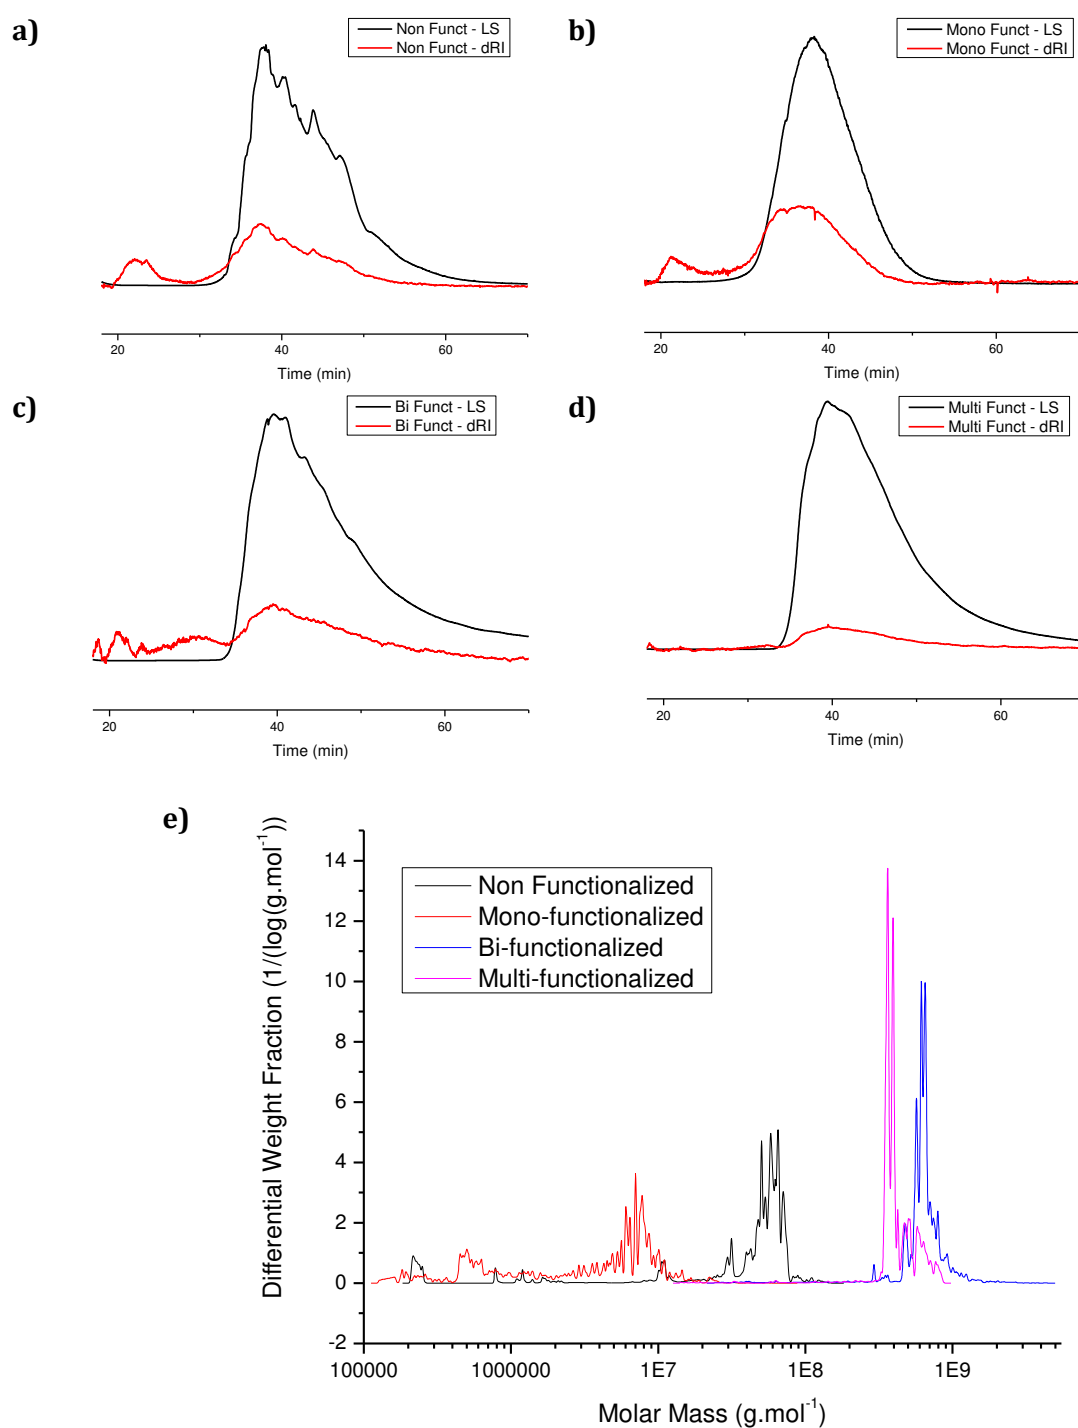 a)
Non Funct - LS
Non Funct - dRI
20
40
60
Time (min)
b)
Mono Funct - LS
Mono Funct - dRI
20
40
60
Time (min)
c)
Bi Funct - LS
Bi Funct - dRI
20
40
60
Time (min)
d)
Multi Funct - LS
Multi Funct - dRI
20
40
60
Time (min)
e)
Differential Weight Fraction (1/(log(g.mol⁻¹))
14
12
10
8
6
4
2
0
-2
Non Functionalized
Mono-functionalized
Bi-functionalized
Multi-functionalized
100000
1000000
1E7
1E8
1E9
Molar Mass (g.mol⁻¹)